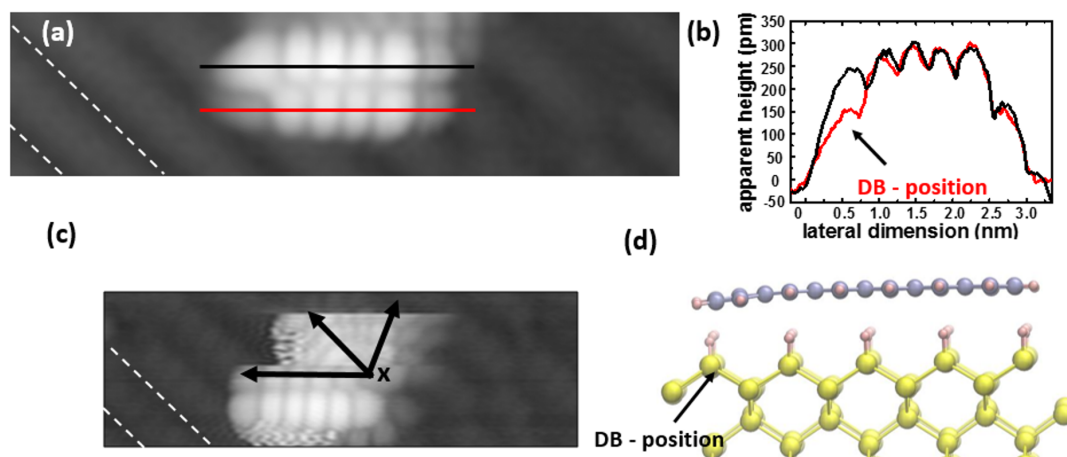 (a)
(b)
apparent height (pm)
350
300
250
200
150
100
50
0
-50
DB - position
0.5 1.0 1.5 2.0 2.5 3.0
lateral dimension (nm)
(c)
x
(d)
DB - position